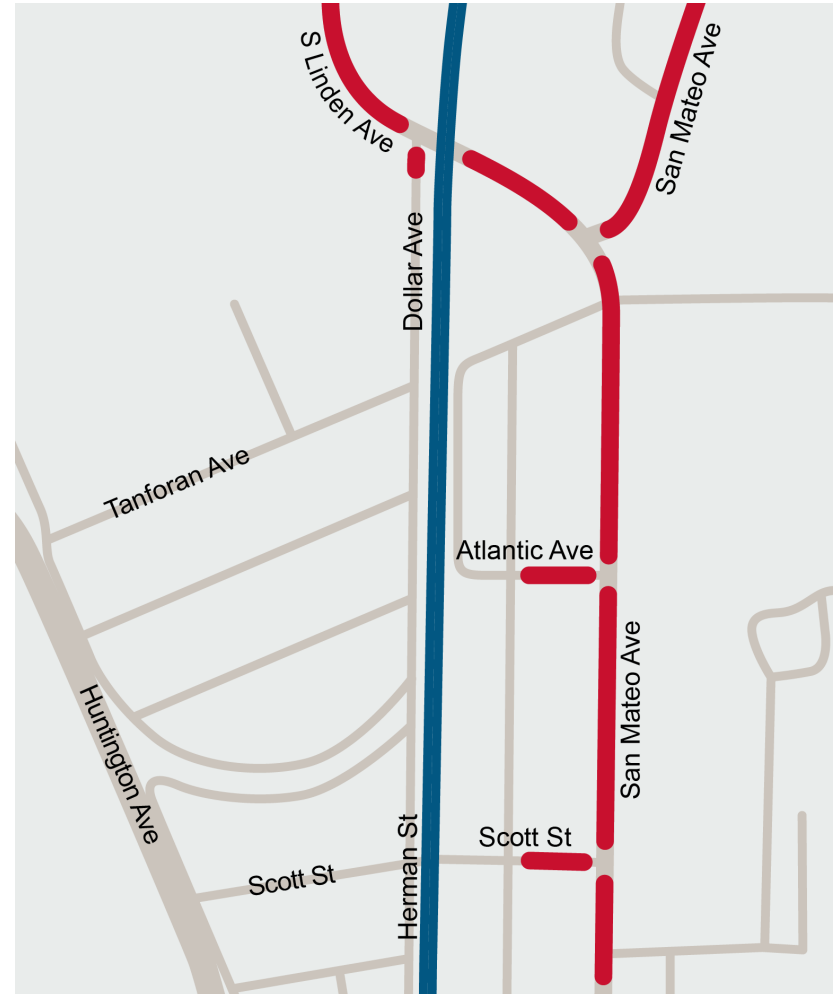 S Linden Ave
San Mateo Ave
Dollar Ave
Tanforan Ave
Atlantic Ave
San Mateo Ave
Huntington Ave
Scott St
Herman St
Scott St